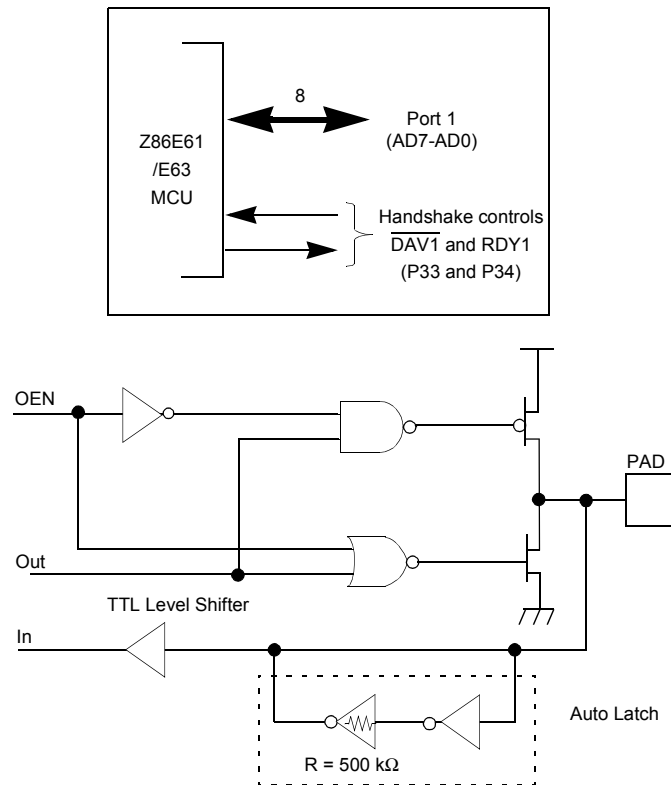 8
Port 1
(AD7-AD0)
Z86E61
/E63
MCU
Handshake controls
DAV1 and RDY1
(P33 and P34)
OEN
PAD
Out
TTL Level Shifter
In
Auto Latch
R = 500 kΩ